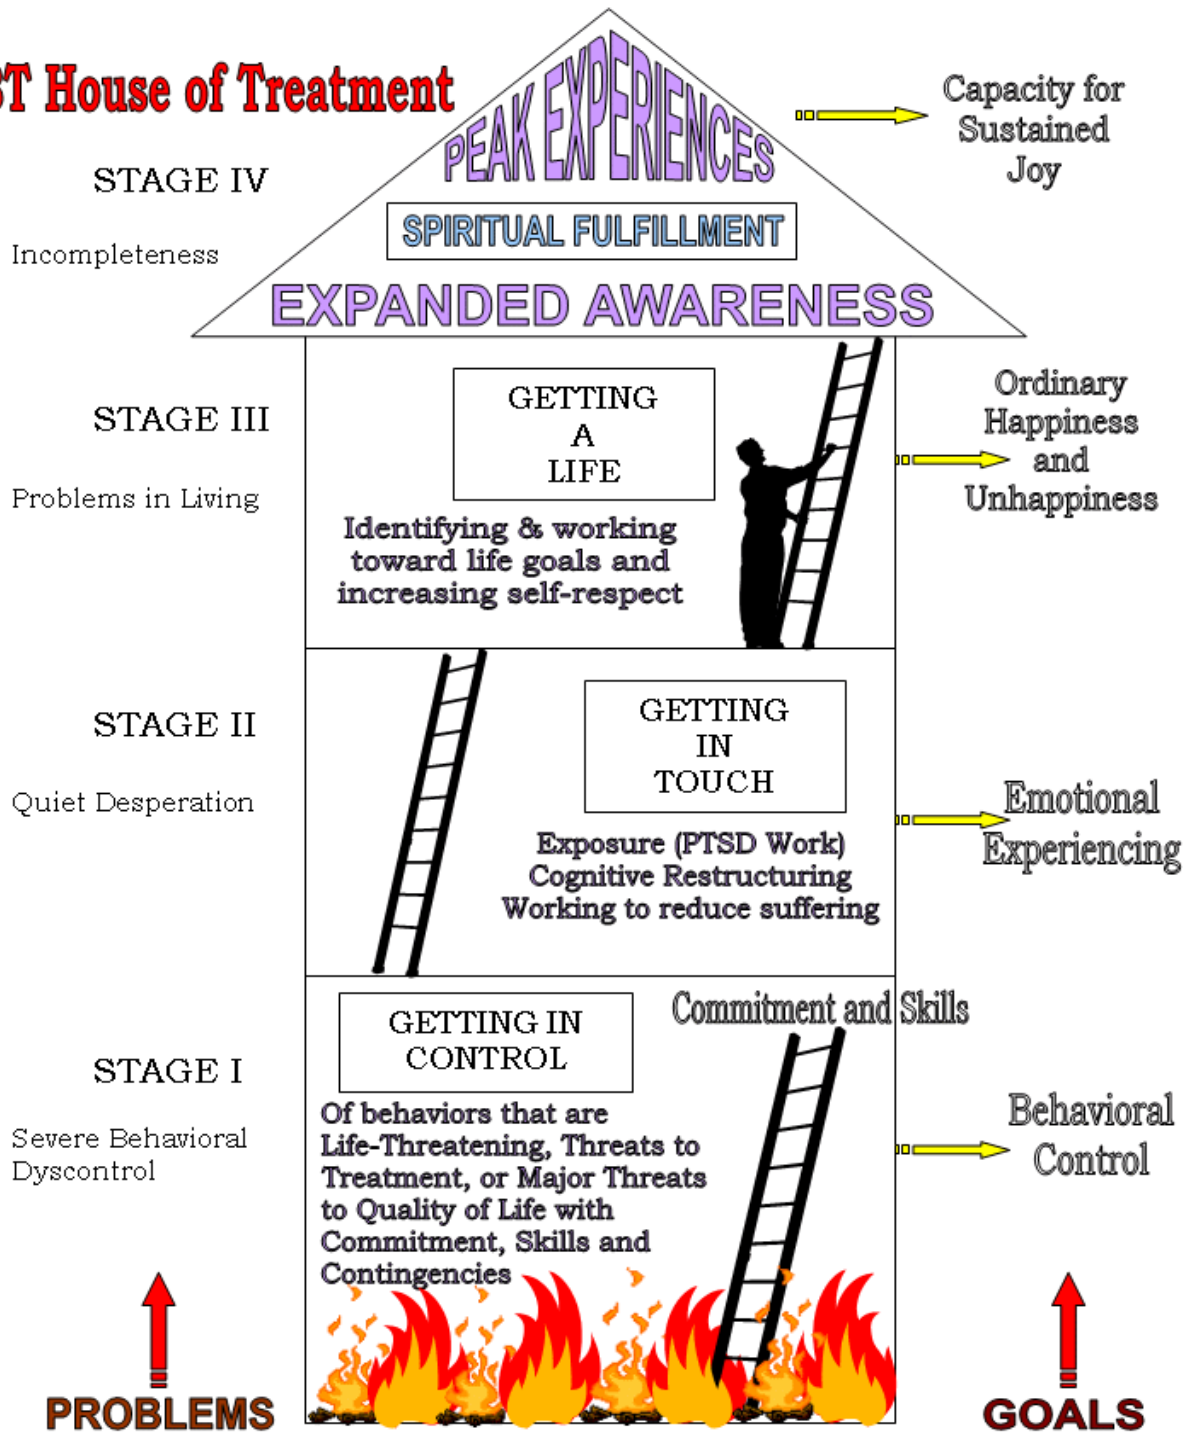 BT House of Treatment
PEAK EXPERIENCES
Capacity for
Sustained
Joy
STAGE IV
SPIRITUAL FULFILLMENT
Incompleteness
EXPANDED AWARENESS
STAGE III
Problems in Living
GETTING
A
LIFE
Identifying & working
toward life goals and
increasing self-respect
Ordinary
Happiness
and
Unhappiness
STAGE II
Quiet Desperation
GETTING
IN
TOUCH
Exposure (PTSD Work)
Cognitive Restructuring
Working to reduce suffering
Emotional
Experiencing
STAGE I
Severe Behavioral
Dyscontrol
GETTING IN
CONTROL
Commitment and Skills
Of behaviors that are
Life-Threatening, Threats to
Treatment, or Major Threats
to Quality of Life with
Commitment, Skills and
Contingencies
Behavioral
Control
PROBLEMS
GOALS